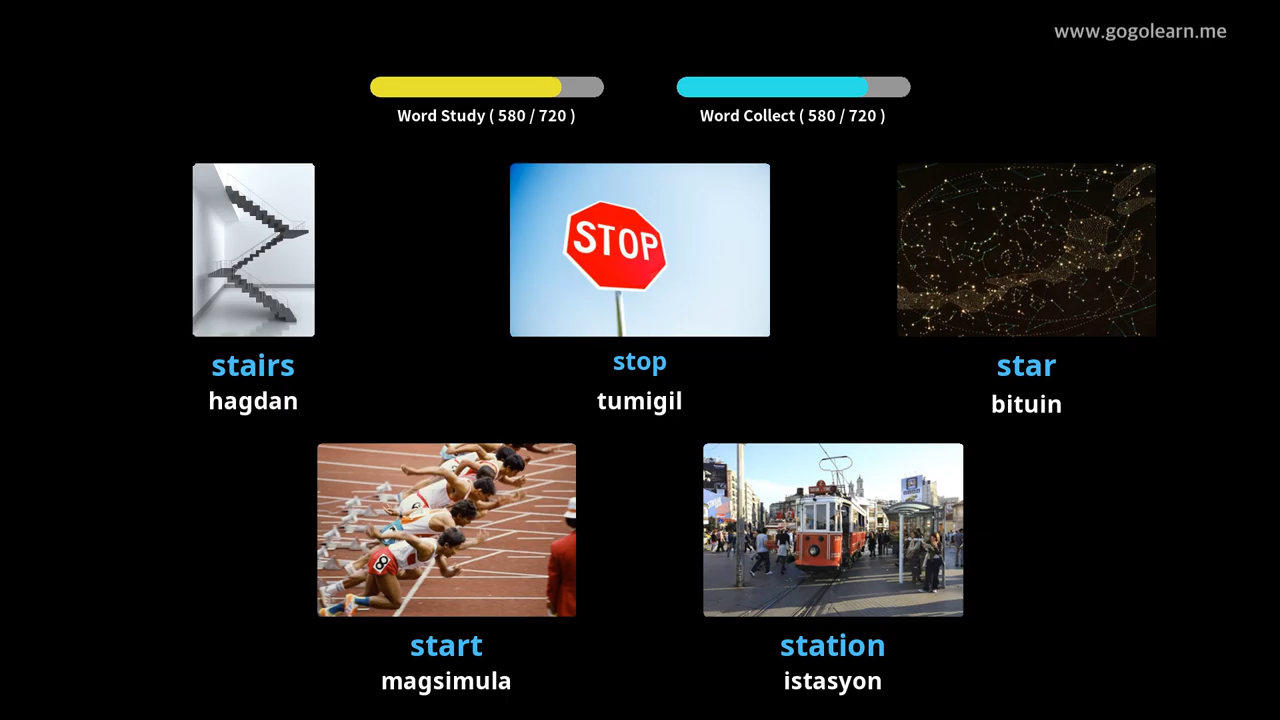 www.gogolearn.me
Word Study ( 580 / 720 )
Word Collect ( 580 / 720 )
STOP
stairs
hagdan
stop
tumigil
star
bituin
8
start
magsimula
station
istasyon